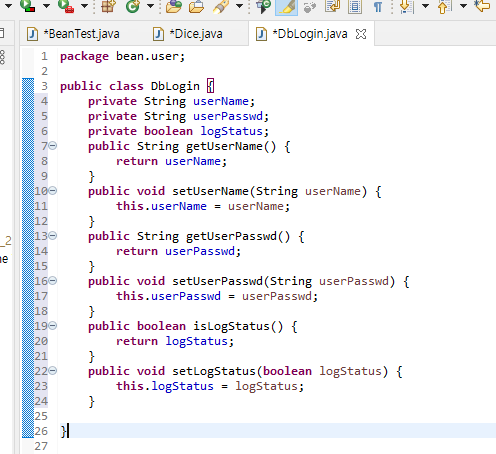 *BeanTest.java
*Dice.java
*DbLogin.java
1 package bean.user;
2
3 public class DbLogin {
4     private String userName;
5     private String userPasswd;
6     private boolean logStatus;
7     public String getUserName() {
8         return userName;
9     }
10     public void setUserName(String userName) {
11         this.userName = userName;
12     }
13     public String getUserPasswd() {
14         return userPasswd;
15     }
16     public void setUserPasswd(String userPasswd) {
17         this.userPasswd = userPasswd;
18     }
19     public boolean isLogStatus() {
20         return logStatus;
21     }
22     public void setLogStatus(boolean logStatus) {
23         this.logStatus = logStatus;
24     }
25
26 }
27
_2